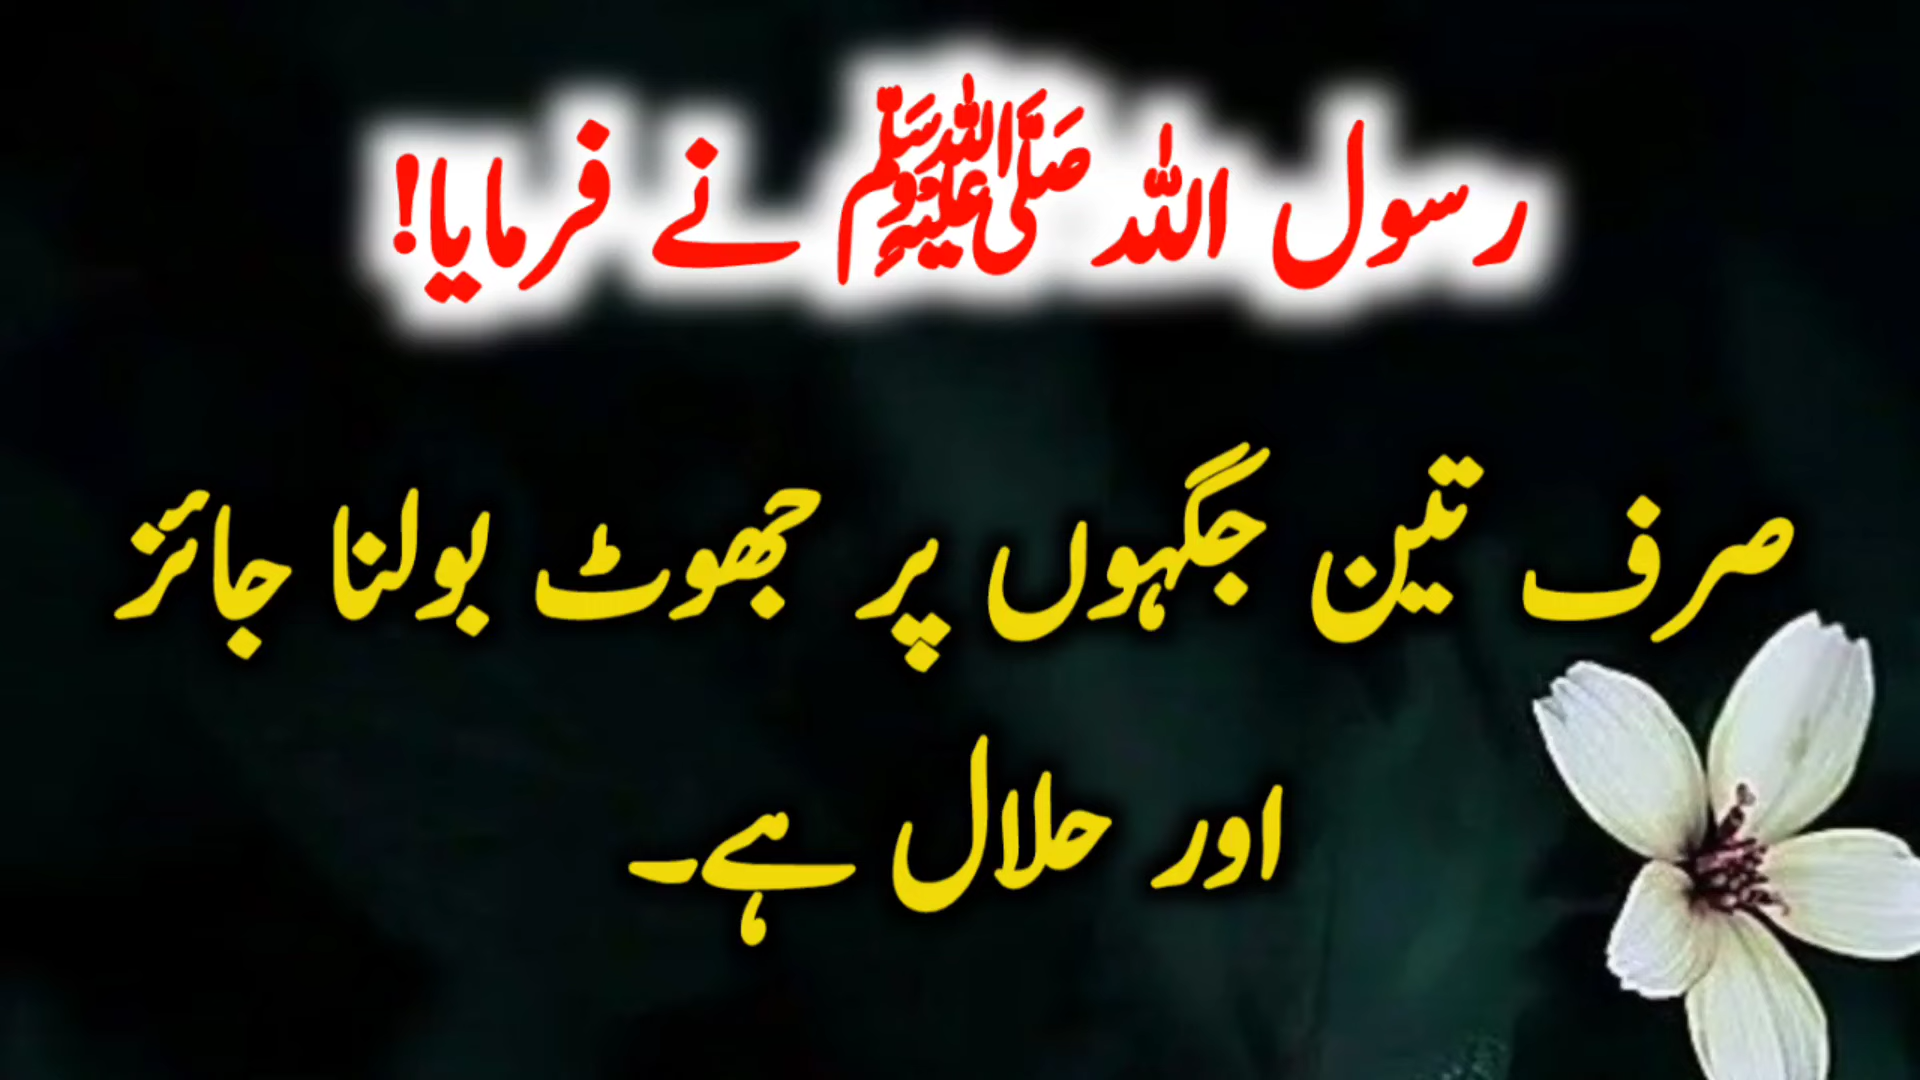 رسول اللہ ﷺ نے فرمایا!
صرف تین جگہوں پر جھوٹ بولنا جائز
اور حلال ہے۔